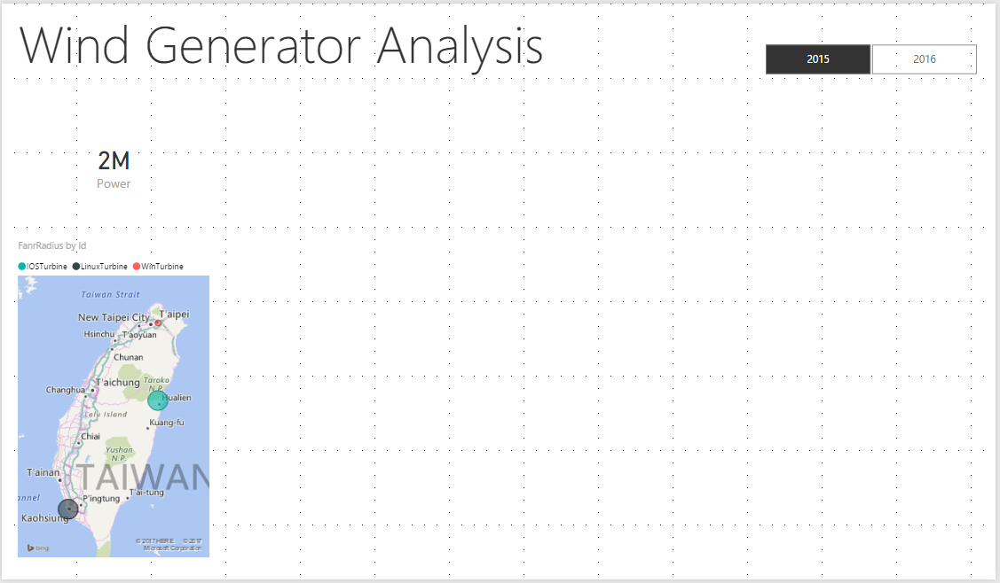 Wind Generator Analysis
2015
2016
2M
Power
FanrRadius by Id
IOSTurbine LinuxTurbine WinTurbine
Taiwan Strait
New Taipei City T'aipei
Hsinchu T'aoyüan
Chunan
T'aichung Taroko
N.P.
Changhua
Hualien
Lalu Island
Kuang-fu
Chiai
Yushan
N.P.
T'ainan TAIWAN
T'ai-tung
annel P'ingtung
Kaohsiung
© 2017 HERE © 2017
bing Microsoft Corporation